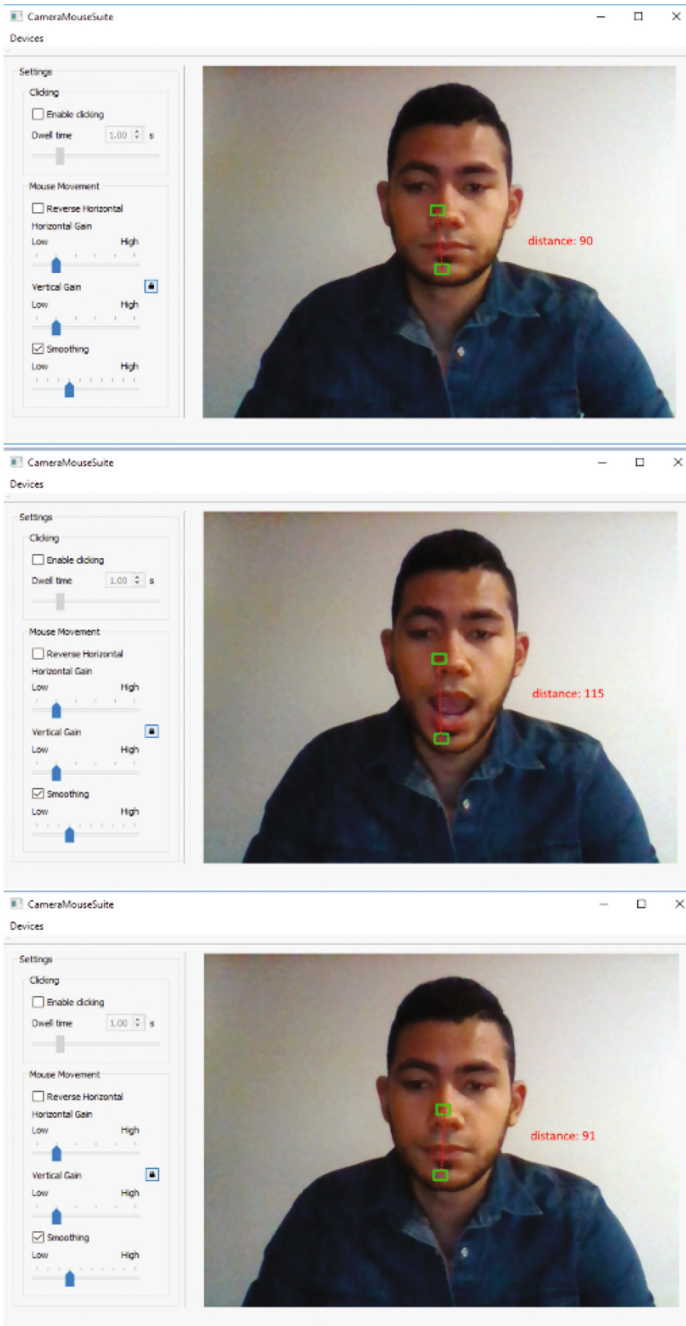 CameraMouseSuite
Devices
Settings
Clicking
Enable clicking
Dwell time 1.00 s
Mouse Movement
Reverse Horizontal
Horizontal Gain
Low High
Vertical Gain
Low High
Smoothing
Low High
distance: 90
CameraMouseSuite
Devices
Settings
Clicking
Enable clicking
Dwell time 1.00 s
Mouse Movement
Reverse Horizontal
Horizontal Gain
Low High
Vertical Gain
Low High
Smoothing
Low High
distance: 115
CameraMouseSuite
Devices
Settings
Clicking
Enable clicking
Dwell time 1.00 s
Mouse Movement
Reverse Horizontal
Horizontal Gain
Low High
Vertical Gain
Low High
Smoothing
Low High
distance: 91